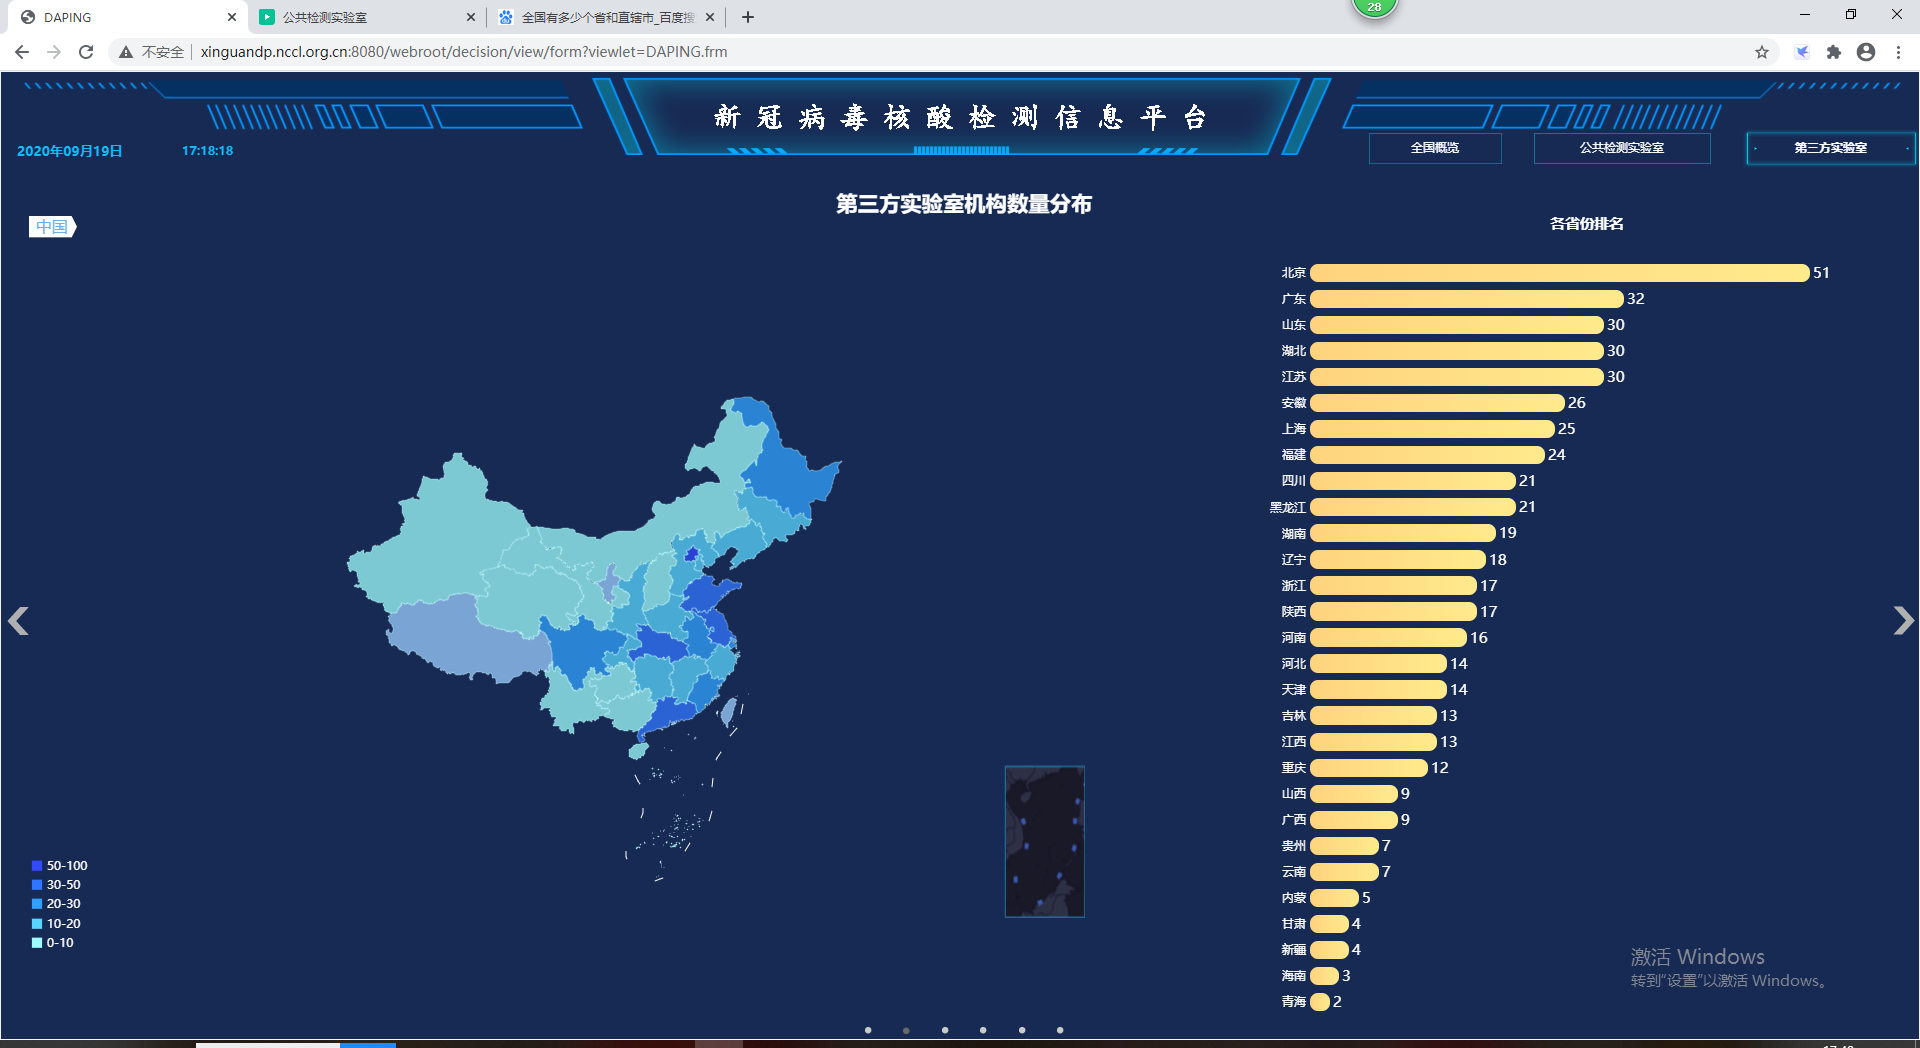 DAPING
公共检测实验室
全国有多少个省和直辖市_百度搜
28
不安全
xinguandp.nccl.org.cn:8080/webroot/decision/view/form?viewlet=DAPING.frm
新冠病毒核酸检测信息平台
2020年09月19日
17:18:18
全国概览
公共检测实验室
第三方实验室
第三方实验室机构数量分布
中国
各省份排名
北京 51
广东 32
山东 30
湖北 30
江苏 30
安徽 26
上海 25
福建 24
四川 21
黑龙江 21
湖南 19
辽宁 18
浙江 17
陕西 17
河南 16
河北 14
天津 14
吉林 13
江西 13
重庆 12
山西 9
广西 9
贵州 7
云南 7
内蒙 5
甘肃 4
新疆 4
海南 3
青海 2
50-100
30-50
20-30
10-20
0-10
激活 Windows
转到"设置"以激活 Windows。